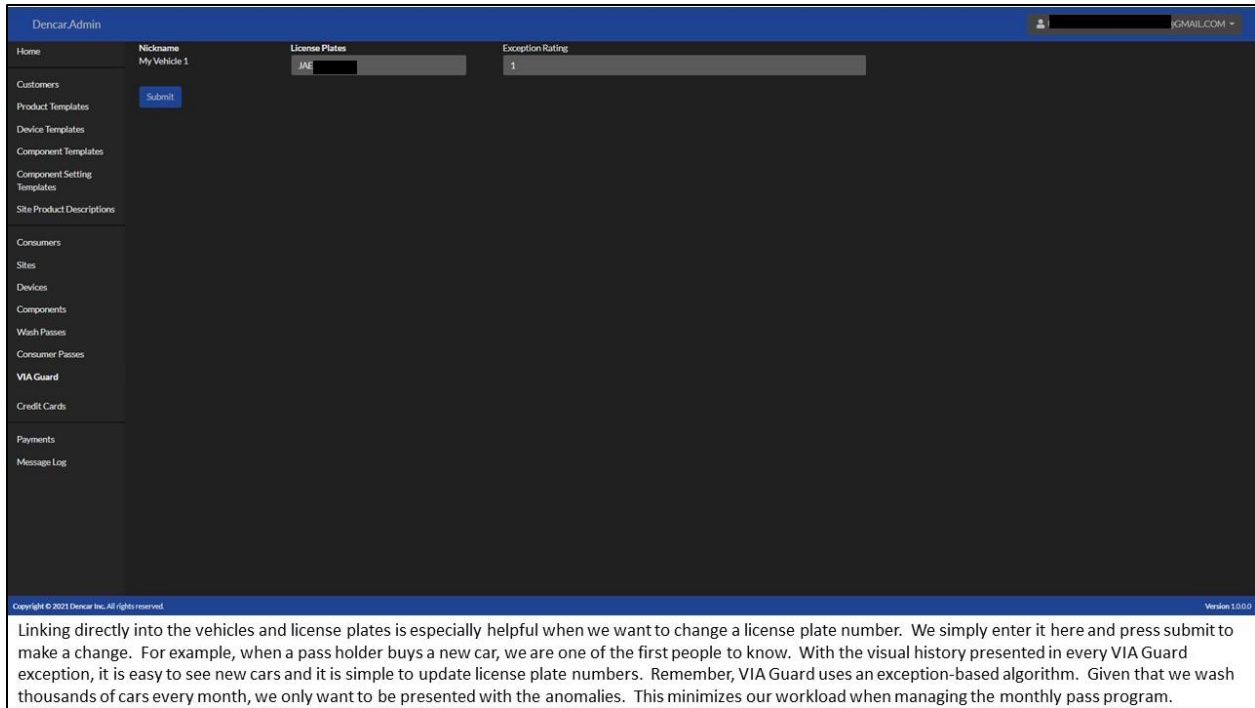 Dencar.Admin
GMAIL.COM
Home
Customers
Product Templates
Device Templates
Component Templates
Component Setting
Templates
Site Product Descriptions
Consumers
Sites
Devices
Components
Wash Passes
Consumer Passes
VIA Guard
Credit Cards
Payments
Message Log
Nickname
My Vehicle 1
License Plates
JAE
Exception Rating
1
Submit
Copyright © 2021 Dencar Inc. All rights reserved.
Version 1.0.0.0
Linking directly into the vehicles and license plates is especially helpful when we want to change a license plate number.  We simply enter it here and press submit to
make a change.  For example, when a pass holder buys a new car, we are one of the first people to know.  With the visual history presented in every VIA Guard
exception, it is easy to see new cars and it is simple to update license plate numbers.  Remember, VIA Guard uses an exception-based algorithm.  Given that we wash
thousands of cars every month, we only want to be presented with the anomalies.  This minimizes our workload when managing the monthly pass program.